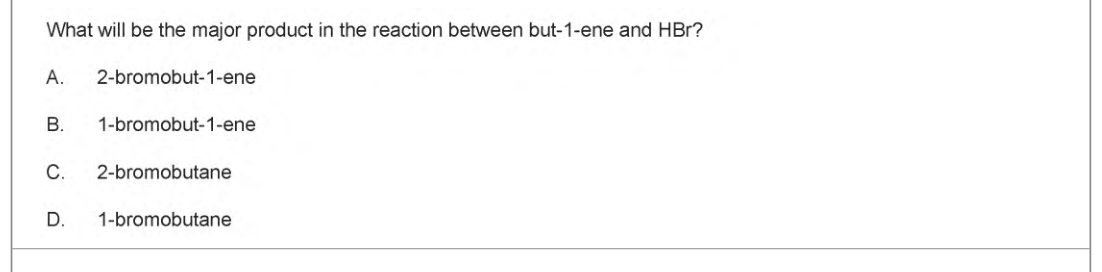 What will be the major product in the reaction between but-1-ene and HBr?
A. 2-bromobut-1-ene
B. 1-bromobut-1-ene
C. 2-bromobutane
D. 1-bromobutane